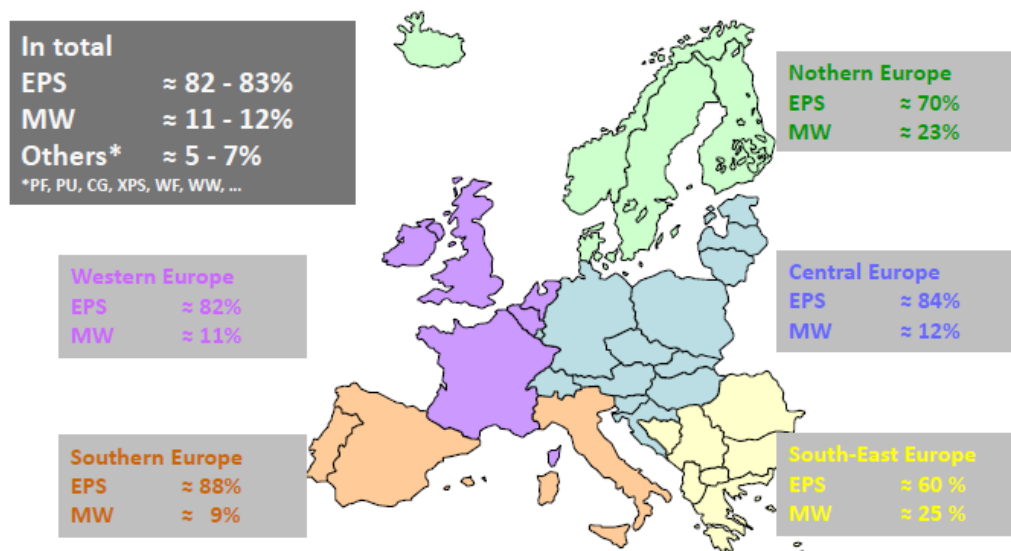 In total
EPS ≈ 82 - 83%
MW ≈ 11 - 12%
Others* ≈ 5 - 7%
*PF, PU, CG, XPS, WF, WW, ...
Nothern Europe
EPS ≈ 70%
MW ≈ 23%
Western Europe
EPS ≈ 82%
MW ≈ 11%
Central Europe
EPS ≈ 84%
MW ≈ 12%
Southern Europe
EPS ≈ 88%
MW ≈ 9%
South-East Europe
EPS ≈ 60 %
MW ≈ 25 %